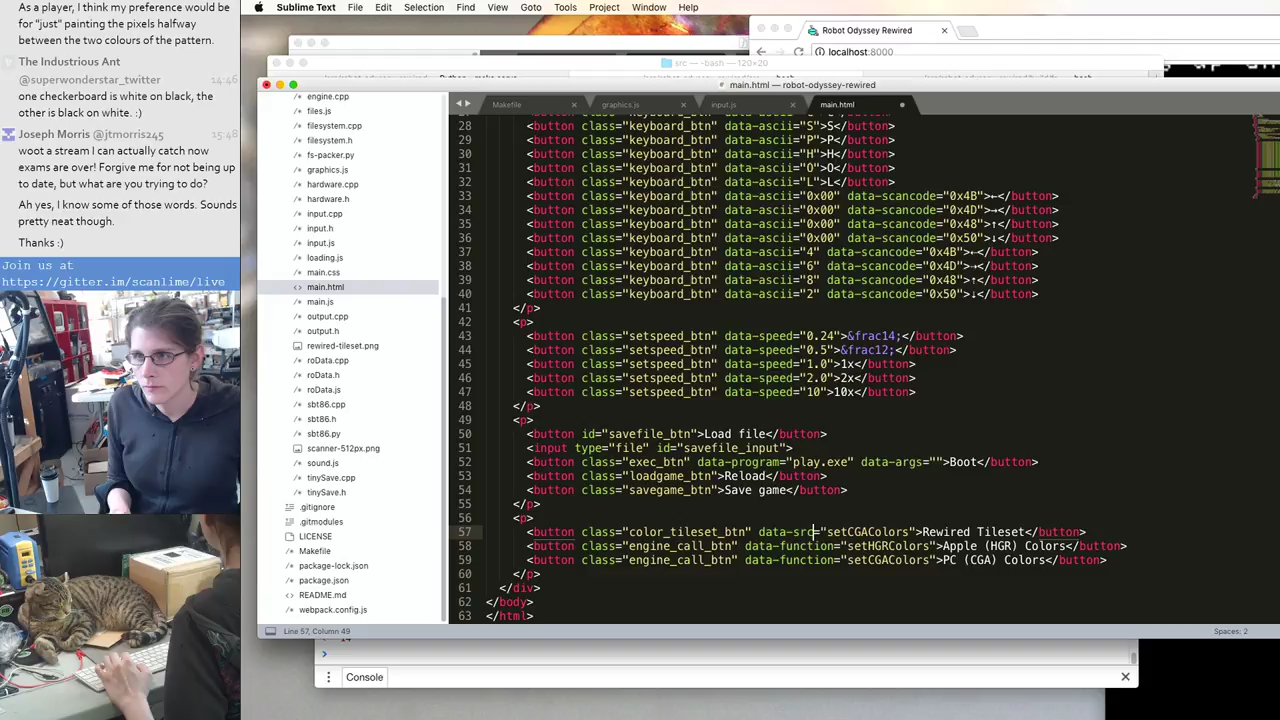 Sublime Text File Edit Selection Find View Goto Tools Project Window Help
As a player, I think my preference would be
for "just" painting the pixels halfway
between the two colours of the pattern.
The Industrious Ant
@serwonderstar_twitter 14:46
one checkerboard is white on black, the
other is black on white. :)
Joseph Morris @jtmorris245 15:48
woot a stream I can actually catch now
exams are over! Forgive me for not being up
to date, but what are you trying to do?
Ah yes, I know some of those words. Sounds
pretty neat though.
Thanks :)
Join us at
https://gitter.im/scanlime/live
Robot Odyssey Rewired
localhost:8000
src — -bash — 120×20
main.html — robot-odyssey-rewired
Makefile graphics.js input.js main.html
engine.cpp
files.js
filesystem.cpp
filesystem.h
fs-packer.py
graphics.js
hardware.cpp
hardware.h
input.cpp
input.h
input.js
loading.js
main.css
main.html
main.js
output.cpp
output.h
rewired-tileset.png
roData.cpp
roData.h
roData.js
sbt86.cpp
sbt86.h
sbt86.py
scanner-512px.png
sound.js
tinySave.cpp
tinySave.h
.gitignore
.gitmodules
LICENSE
Makefile
package-lock.json
package.json
README.md
webpack.config.js
28 <button class="keyboard_btn" data-ascii="S">S</button>
29 <button class="keyboard_btn" data-ascii="P">P</button>
30 <button class="keyboard_btn" data-ascii="H">H</button>
31 <button class="keyboard_btn" data-ascii="O">O</button>
32 <button class="keyboard_btn" data-ascii="L">L</button>
33 <button class="keyboard_btn" data-ascii="0x00" data-scancode="0x4B">←</button>
34 <button class="keyboard_btn" data-ascii="0x00" data-scancode="0x4D">→</button>
35 <button class="keyboard_btn" data-ascii="0x00" data-scancode="0x48">↑</button>
36 <button class="keyboard_btn" data-ascii="0x00" data-scancode="0x50">↓</button>
37 <button class="keyboard_btn" data-ascii="4" data-scancode="0x4B">⇠</button>
38 <button class="keyboard_btn" data-ascii="6" data-scancode="0x4D">⇢</button>
39 <button class="keyboard_btn" data-ascii="8" data-scancode="0x48">⇡</button>
40 <button class="keyboard_btn" data-ascii="2" data-scancode="0x50">⇣</button>
41 </p>
42 <p>
43 <button class="setspeed_btn" data-speed="0.24">&frac14;</button>
44 <button class="setspeed_btn" data-speed="0.5">&frac12;</button>
45 <button class="setspeed_btn" data-speed="1.0">1x</button>
46 <button class="setspeed_btn" data-speed="2.0">2x</button>
47 <button class="setspeed_btn" data-speed="10">10x</button>
48 </p>
49 <p>
50 <button id="savefile_btn">Load file</button>
51 <input type="file" id="savefile_input">
52 <button class="exec_btn" data-program="play.exe" data-args="">Boot</button>
53 <button class="loadgame_btn">Reload</button>
54 <button class="savegame_btn">Save game</button>
55 </p>
56 <p>
57 <button class="color_tileset_btn" data-src="setCGAColors">Rewired Tileset</button>
58 <button class="engine_call_btn" data-function="setHGRColors">Apple (HGR) Colors</button>
59 <button class="engine_call_btn" data-function="setCGAColors">PC (CGA) Colors</button>
60 </p>
61 </div>
62 </body>
63 </html>
Line 57, Column 49 Spaces: 2
Console